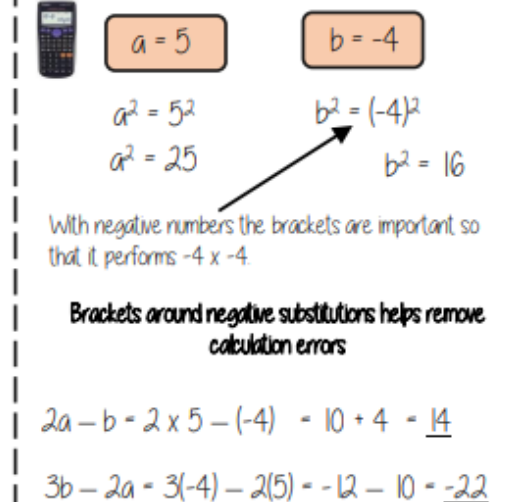 a = 5
b = -4
a² = 5²
b² = (-4)²
a² = 25
b² = 16
With negative numbers the brackets are important so
that it performs -4 x -4.
Brackets around negative substitutions helps remove
calculation errors
2a – b = 2 x 5 – (-4) = 10 + 4 = 14
3b – 2a = 3(-4) – 2(5) = -12 – 10 = -22